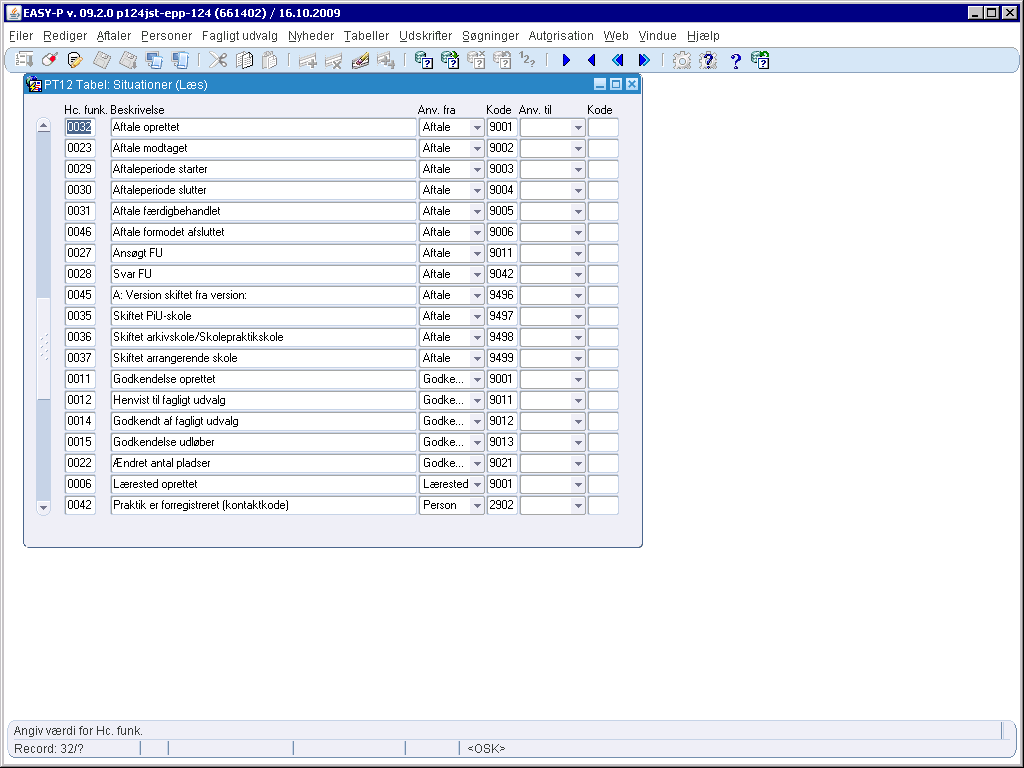 EASY-P v. 09.2.0 p124jst-epp-124 (661402) / 16.10.2009
Filer Rediger Aftaler Personer Fagligt udvalg Nyheder Tabeller Udskrifter Søgninger Autorisation Web Vindue Hjælp
PT12 Tabel: Situationer (Læs)
Hc. funk. Beskrivelse Anv. fra Kode Anv. til Kode
0032 Aftale oprettet Aftale 9001
0023 Aftale modtaget Aftale 9002
0029 Aftaleperiode starter Aftale 9003
0030 Aftaleperiode slutter Aftale 9004
0031 Aftale færdigbehandlet Aftale 9005
0046 Aftale formodet afsluttet Aftale 9006
0027 Ansøgt FU Aftale 9011
0028 Svar FU Aftale 9042
0045 A: Version skiftet fra version: Aftale 9496
0035 Skiftet PiU-skole Aftale 9497
0036 Skiftet arkivskole/Skolepraktikskole Aftale 9498
0037 Skiftet arrangerende skole Aftale 9499
0011 Godkendelse oprettet Godke... 9001
0012 Henvist til fagligt udvalg Godke... 9011
0014 Godkendt af fagligt udvalg Godke... 9012
0015 Godkendelse udløber Godke... 9013
0022 Ændret antal pladser Godke... 9021
0006 Lærested oprettet Lærested 9001
0042 Praktik er forregistreret (kontaktkode) Person 2902
Angiv værdi for Hc. funk.
Record: 32/? <OSK>